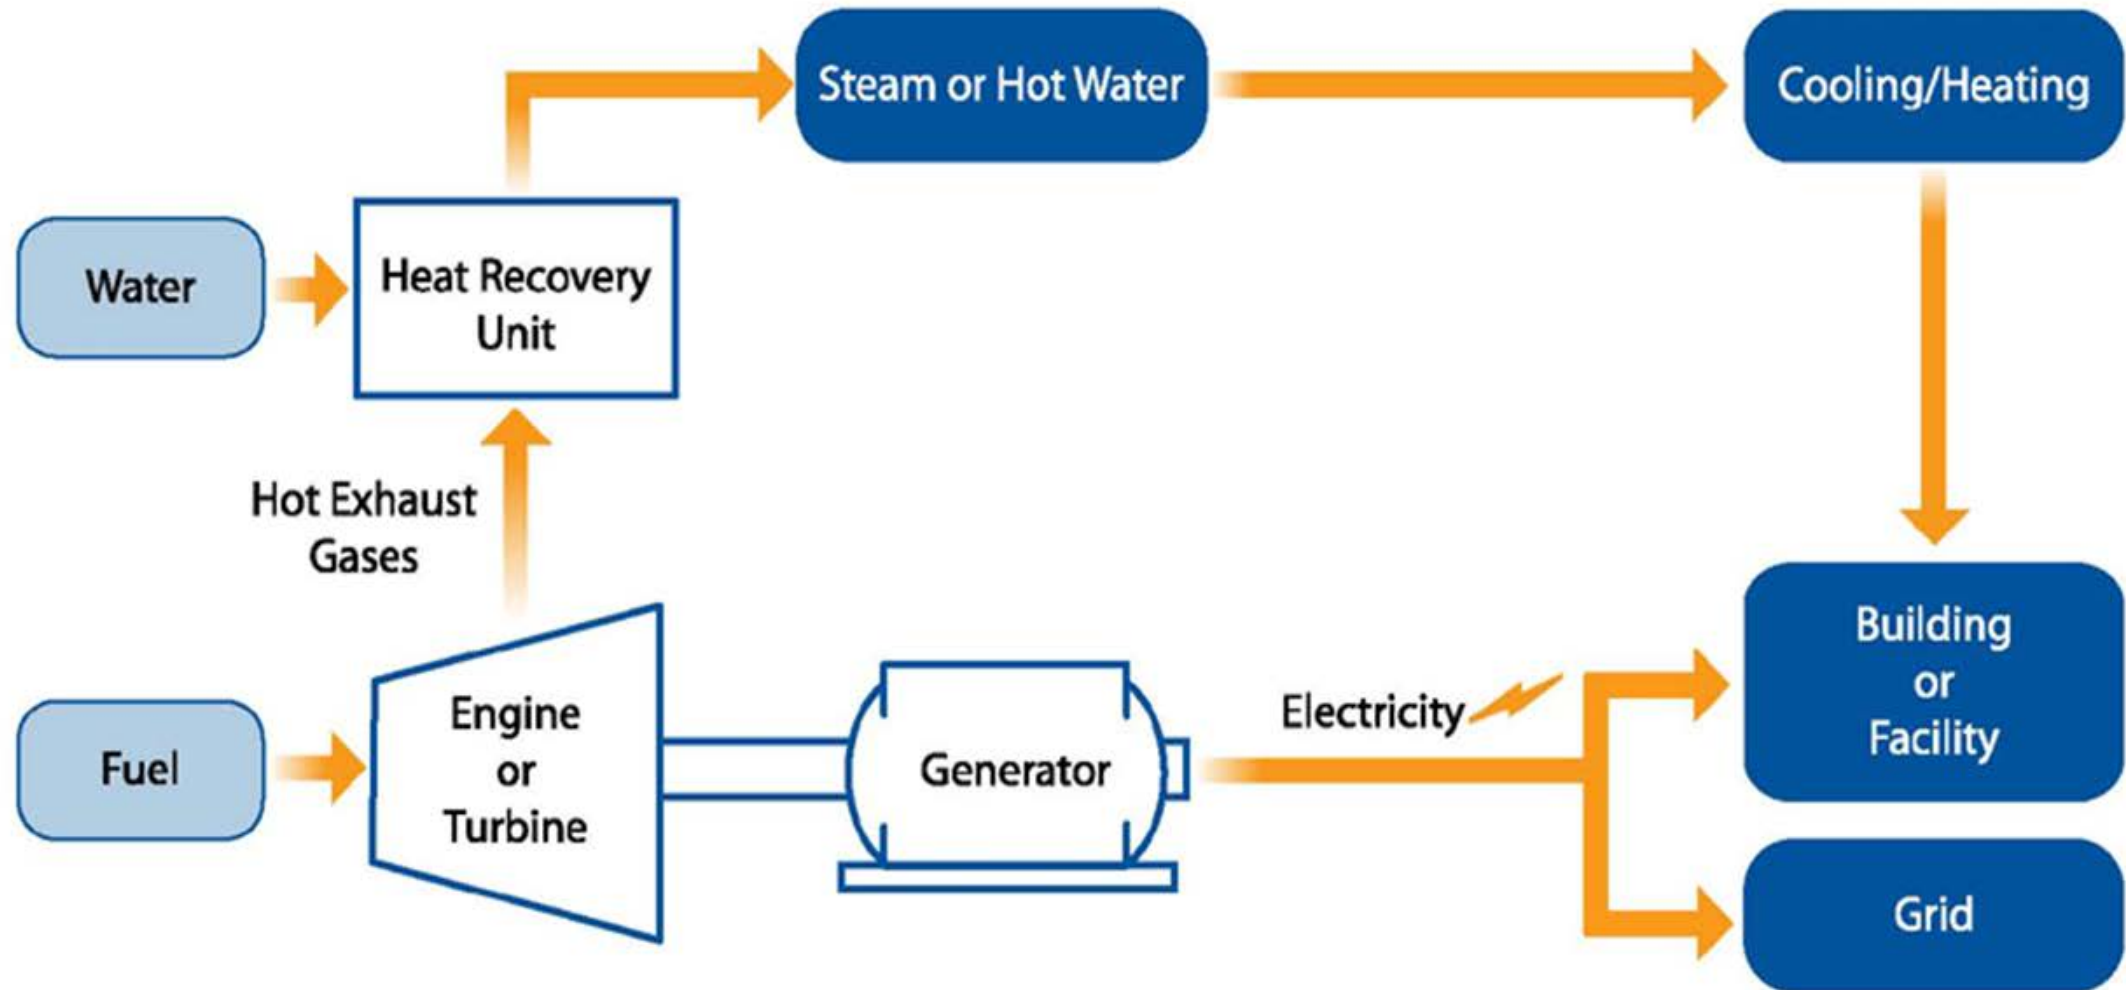 Steam or Hot Water
Cooling/Heating
Water
Heat Recovery
Unit
Hot Exhaust
Gases
Fuel
Engine
or
Turbine
Generator
Electricity
Building
or
Facility
Grid